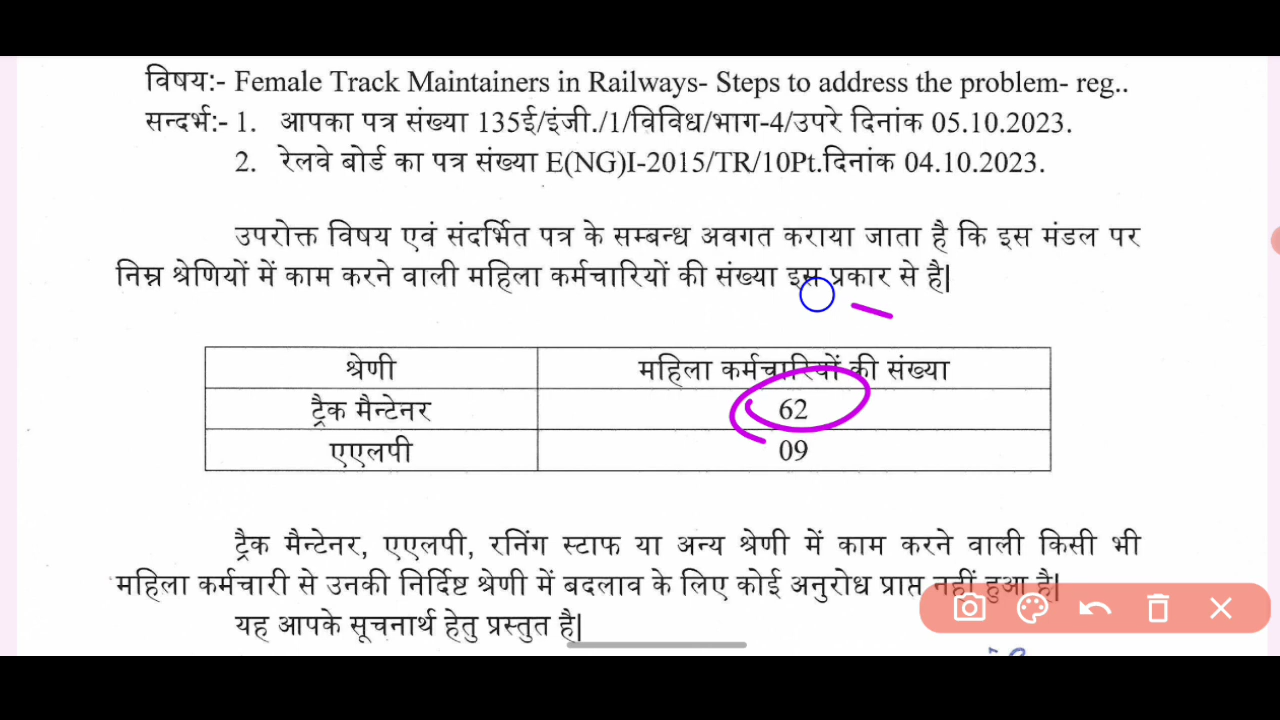 विषय:- Female Track Maintainers in Railways- Steps to address the problem- reg..
सन्दर्भ:- 1. आपका पत्र संख्या 135ई/इंजी./1/विविध/भाग-4/उपरे दिनांक 05.10.2023.
2. रेलवे बोर्ड का पत्र संख्या E(NG)I-2015/TR/10Pt.दिनांक 04.10.2023.
उपरोक्त विषय एवं संदर्भित पत्र के सम्बन्ध अवगत कराया जाता है कि इस मंडल पर
निम्न श्रेणियों में काम करने वाली महिला कर्मचारियों की संख्या इस प्रकार से है|
श्रेणी महिला कर्मचारियों की संख्या
ट्रैक मैन्टेनर 62
एएलपी 09
ट्रैक मैन्टेनर, एएलपी, रनिंग स्टाफ या अन्य श्रेणी में काम करने वाली किसी भी
महिला कर्मचारी से उनकी निर्दिष्ट श्रेणी में बदलाव के लिए कोई अनुरोध प्राप्त नहीं हुआ है|
यह आपके सूचनार्थ हेतु प्रस्तुत है|